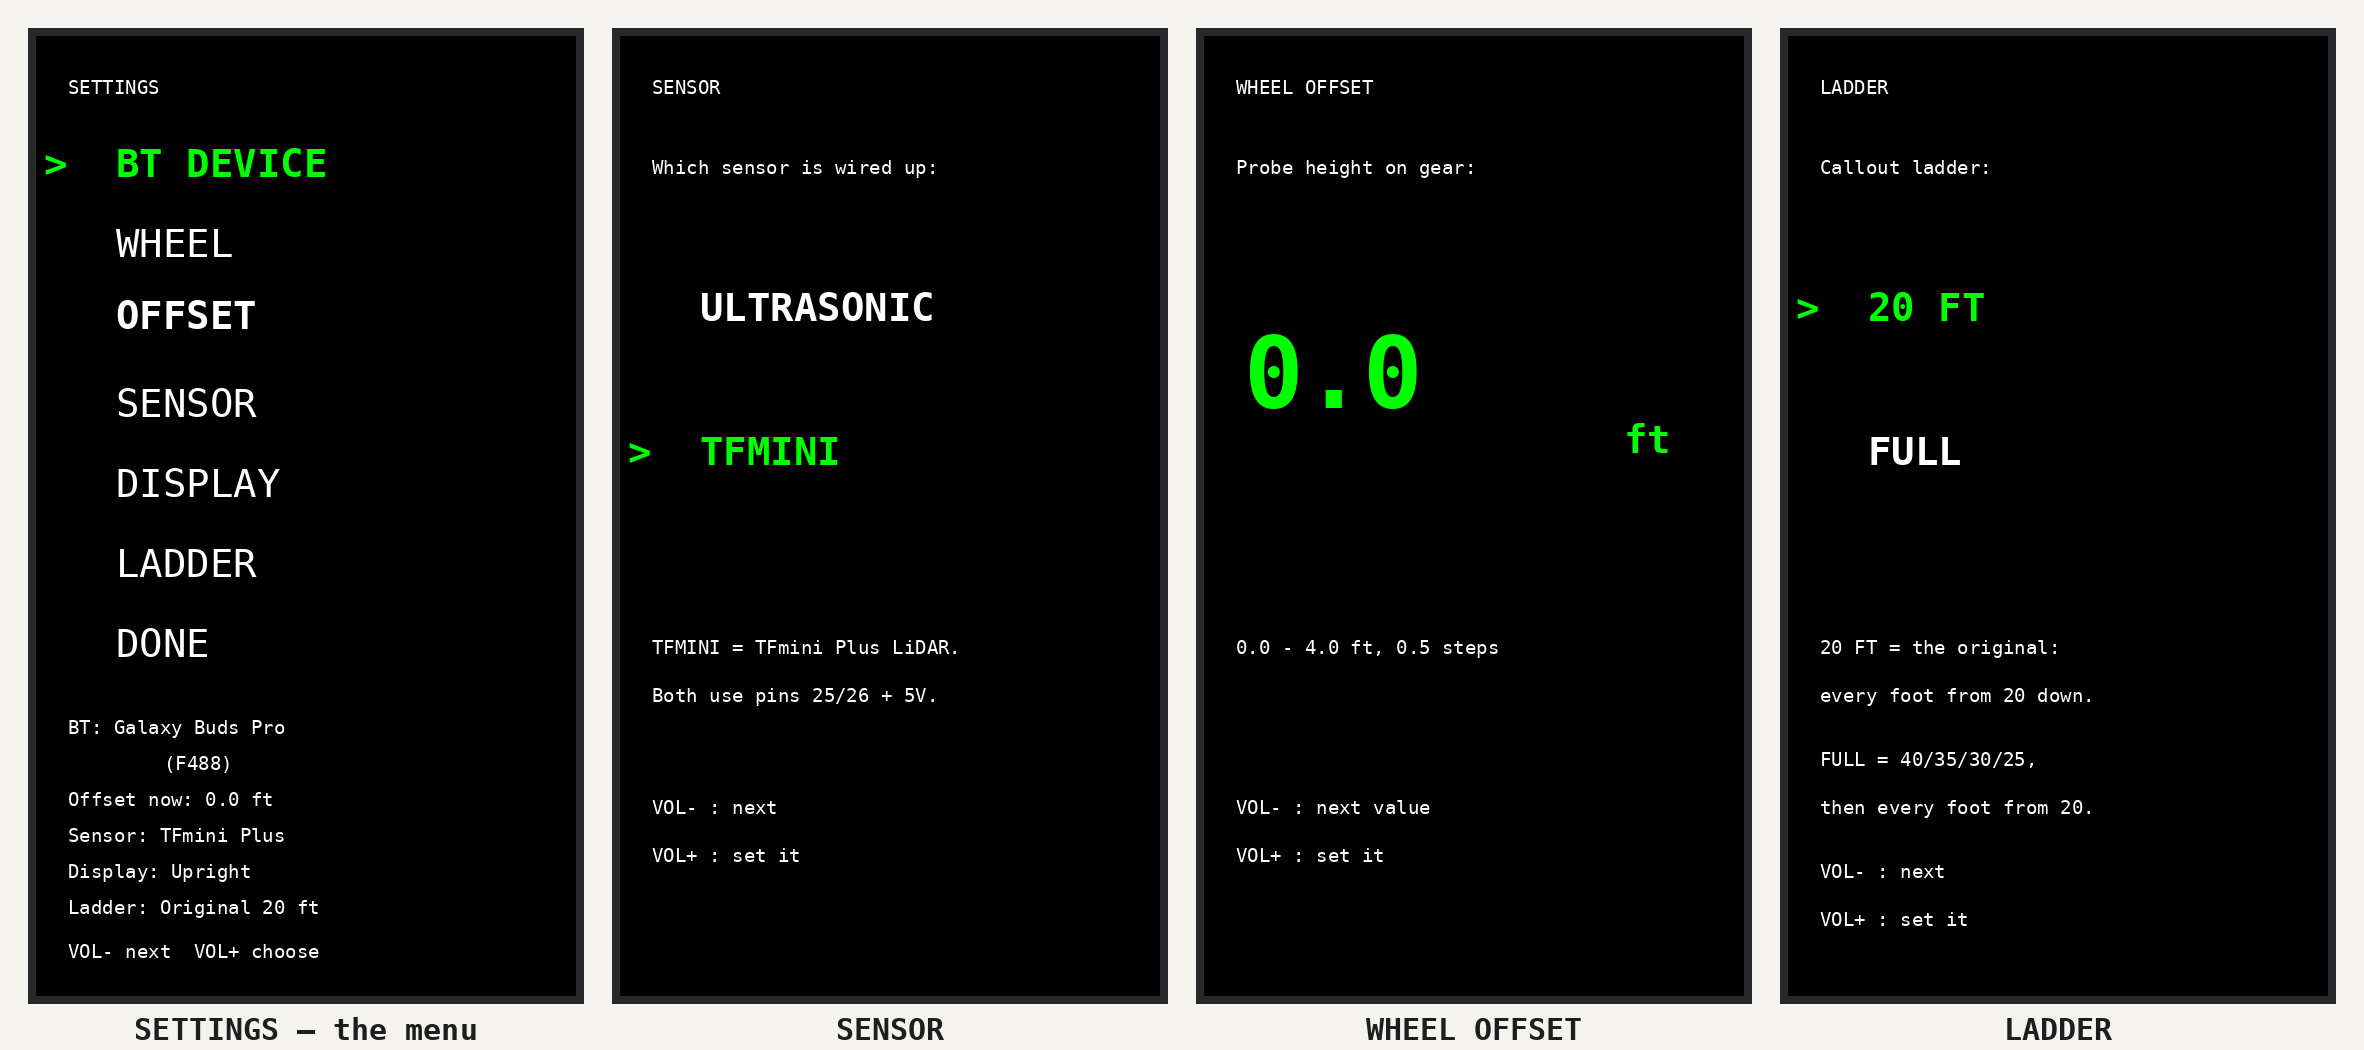 SETTINGS
> BT DEVICE
WHEEL
OFFSET
SENSOR
DISPLAY
LADDER
DONE
BT: Galaxy Buds Pro
(F488)
Offset now: 0.0 ft
Sensor: TFmini Plus
Display: Upright
Ladder: Original 20 ft
VOL- next  VOL+ choose
SETTINGS — the menu
SENSOR
Which sensor is wired up:
ULTRASONIC
> TFMINI
TFMINI = TFmini Plus LiDAR.
Both use pins 25/26 + 5V.
VOL- : next
VOL+ : set it
SENSOR
WHEEL OFFSET
Probe height on gear:
0.0
ft
0.0 - 4.0 ft, 0.5 steps
VOL- : next value
VOL+ : set it
WHEEL OFFSET
LADDER
Callout ladder:
> 20 FT
FULL
20 FT = the original:
every foot from 20 down.
FULL = 40/35/30/25,
then every foot from 20.
VOL- : next
VOL+ : set it
LADDER